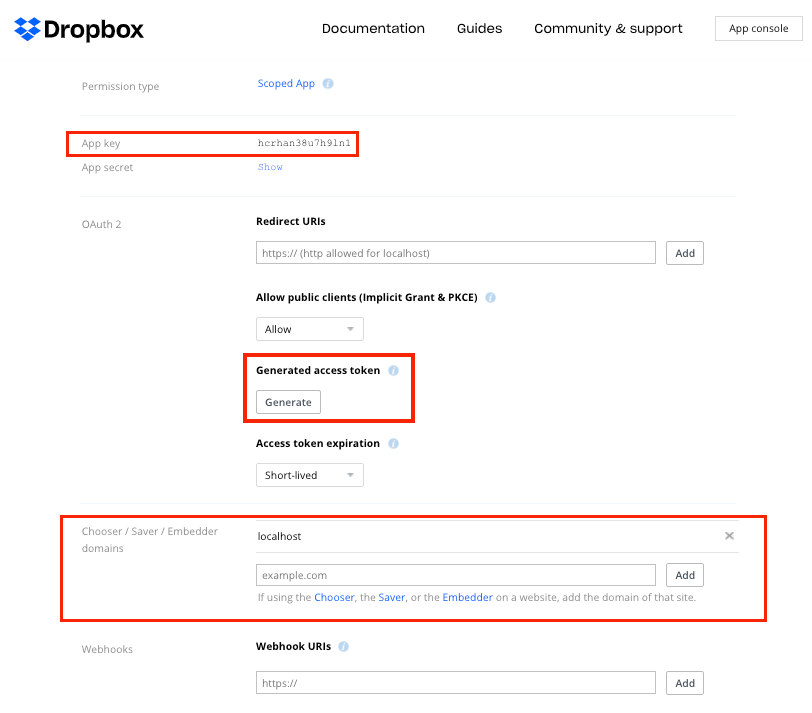 Dropbox
Documentation Guides Community & support App console
Permission type Scoped App i
App key hcrhan38u7h9ln1
App secret Show
OAuth 2 Redirect URIs
https:// (http allowed for localhost) Add
Allow public clients (Implicit Grant & PKCE) i
Allow
Generated access token i
Generate
Access token expiration i
Short-lived
Chooser / Saver / Embedder domains
localhost ×
example.com Add
If using the Chooser, the Saver, or the Embedder on a website, add the domain of that site.
Webhooks Webhook URIs i
https:// Add